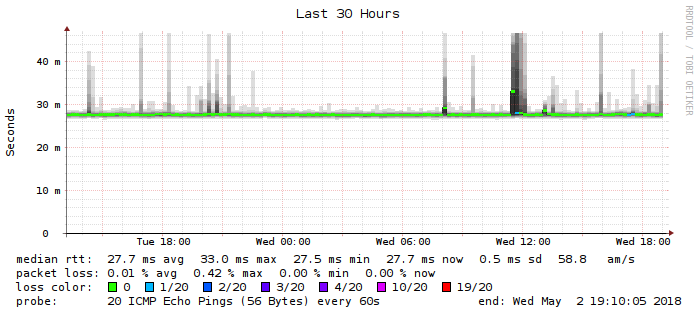 Last 30 Hours
RRDTOOL / TOBI OETIKER
Seconds
40 m
30 m
20 m
10 m
0
Tue 18:00 Wed 00:00 Wed 06:00 Wed 12:00 Wed 18:00
median rtt: 27.7 ms avg 33.0 ms max 27.5 ms min 27.7 ms now 0.5 ms sd 58.8 am/s
packet loss: 0.01 % avg 0.42 % max 0.00 % min 0.00 % now
loss color: 0 1/20 2/20 3/20 4/20 10/20 19/20
probe: 20 ICMP Echo Pings (56 Bytes) every 60s end: Wed May 2 19:10:05 2018